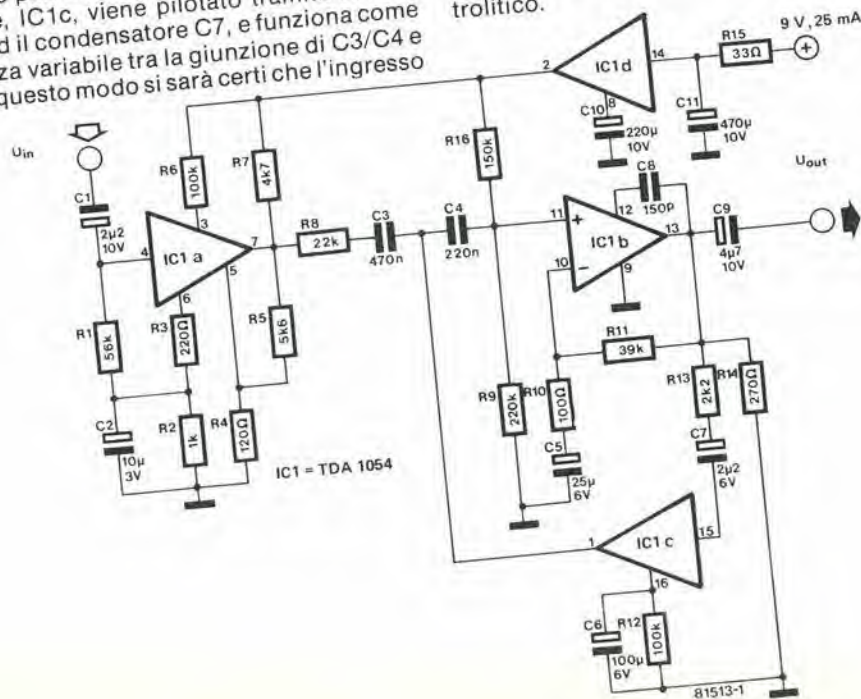 e, IC1c, viene pilotato
d il condensatore C7, e funziona come
za variabile tra la giunzione di C3/C4 e
questo modo si sarà certi che l'ingresso
trolitico.
9 V, 25 mA
R15
33Ω
IC1d
2
14
8
C10
220µ
10V
C11
470µ
10V
Uin
C1
2µ2
10V
R6
100k
R7
4k7
R16
150k
C8
150p
Uout
4
3
IC1 a
7
5
6
R8
22k
C3
470n
C4
220n
11
+
12
IC1 b
13
10
−
9
C9
4µ7
10V
R1
56k
R3
220Ω
R5
5k6
R11
39k
R9
220k
R10
100Ω
R13
2k2
R14
270Ω
C2
10µ
3V
R2
1k
R4
120Ω
C5
25µ
6V
C7
2µ2
6V
IC1 = TDA 1054
1
IC1 c
15
16
C6
100µ
6V
R12
100k
81513-1